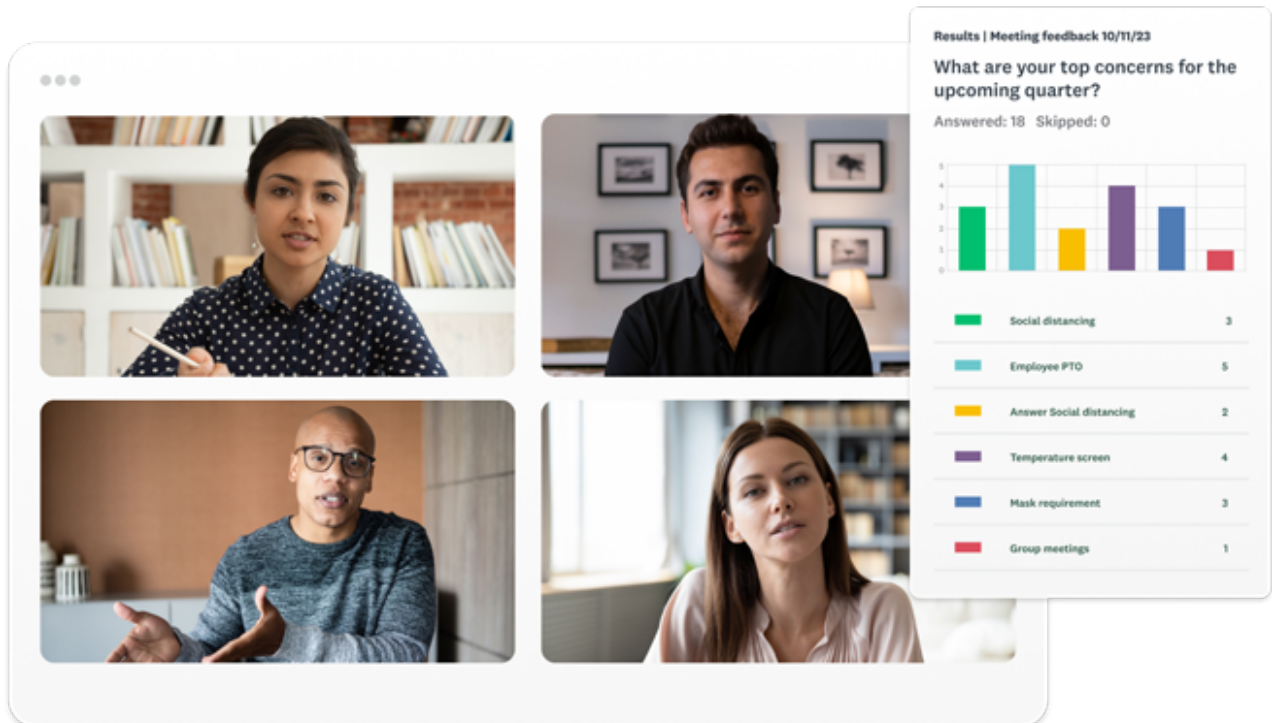 Results | Meeting feedback 10/11/23
What are your top concerns for the
upcoming quarter?
Answered: 18 Skipped: 0
5
4
3
2
1
0
Social distancing 3
Employee PTO 5
Answer Social distancing 2
Temperature screen 4
Mask requirement 3
Group meetings 1